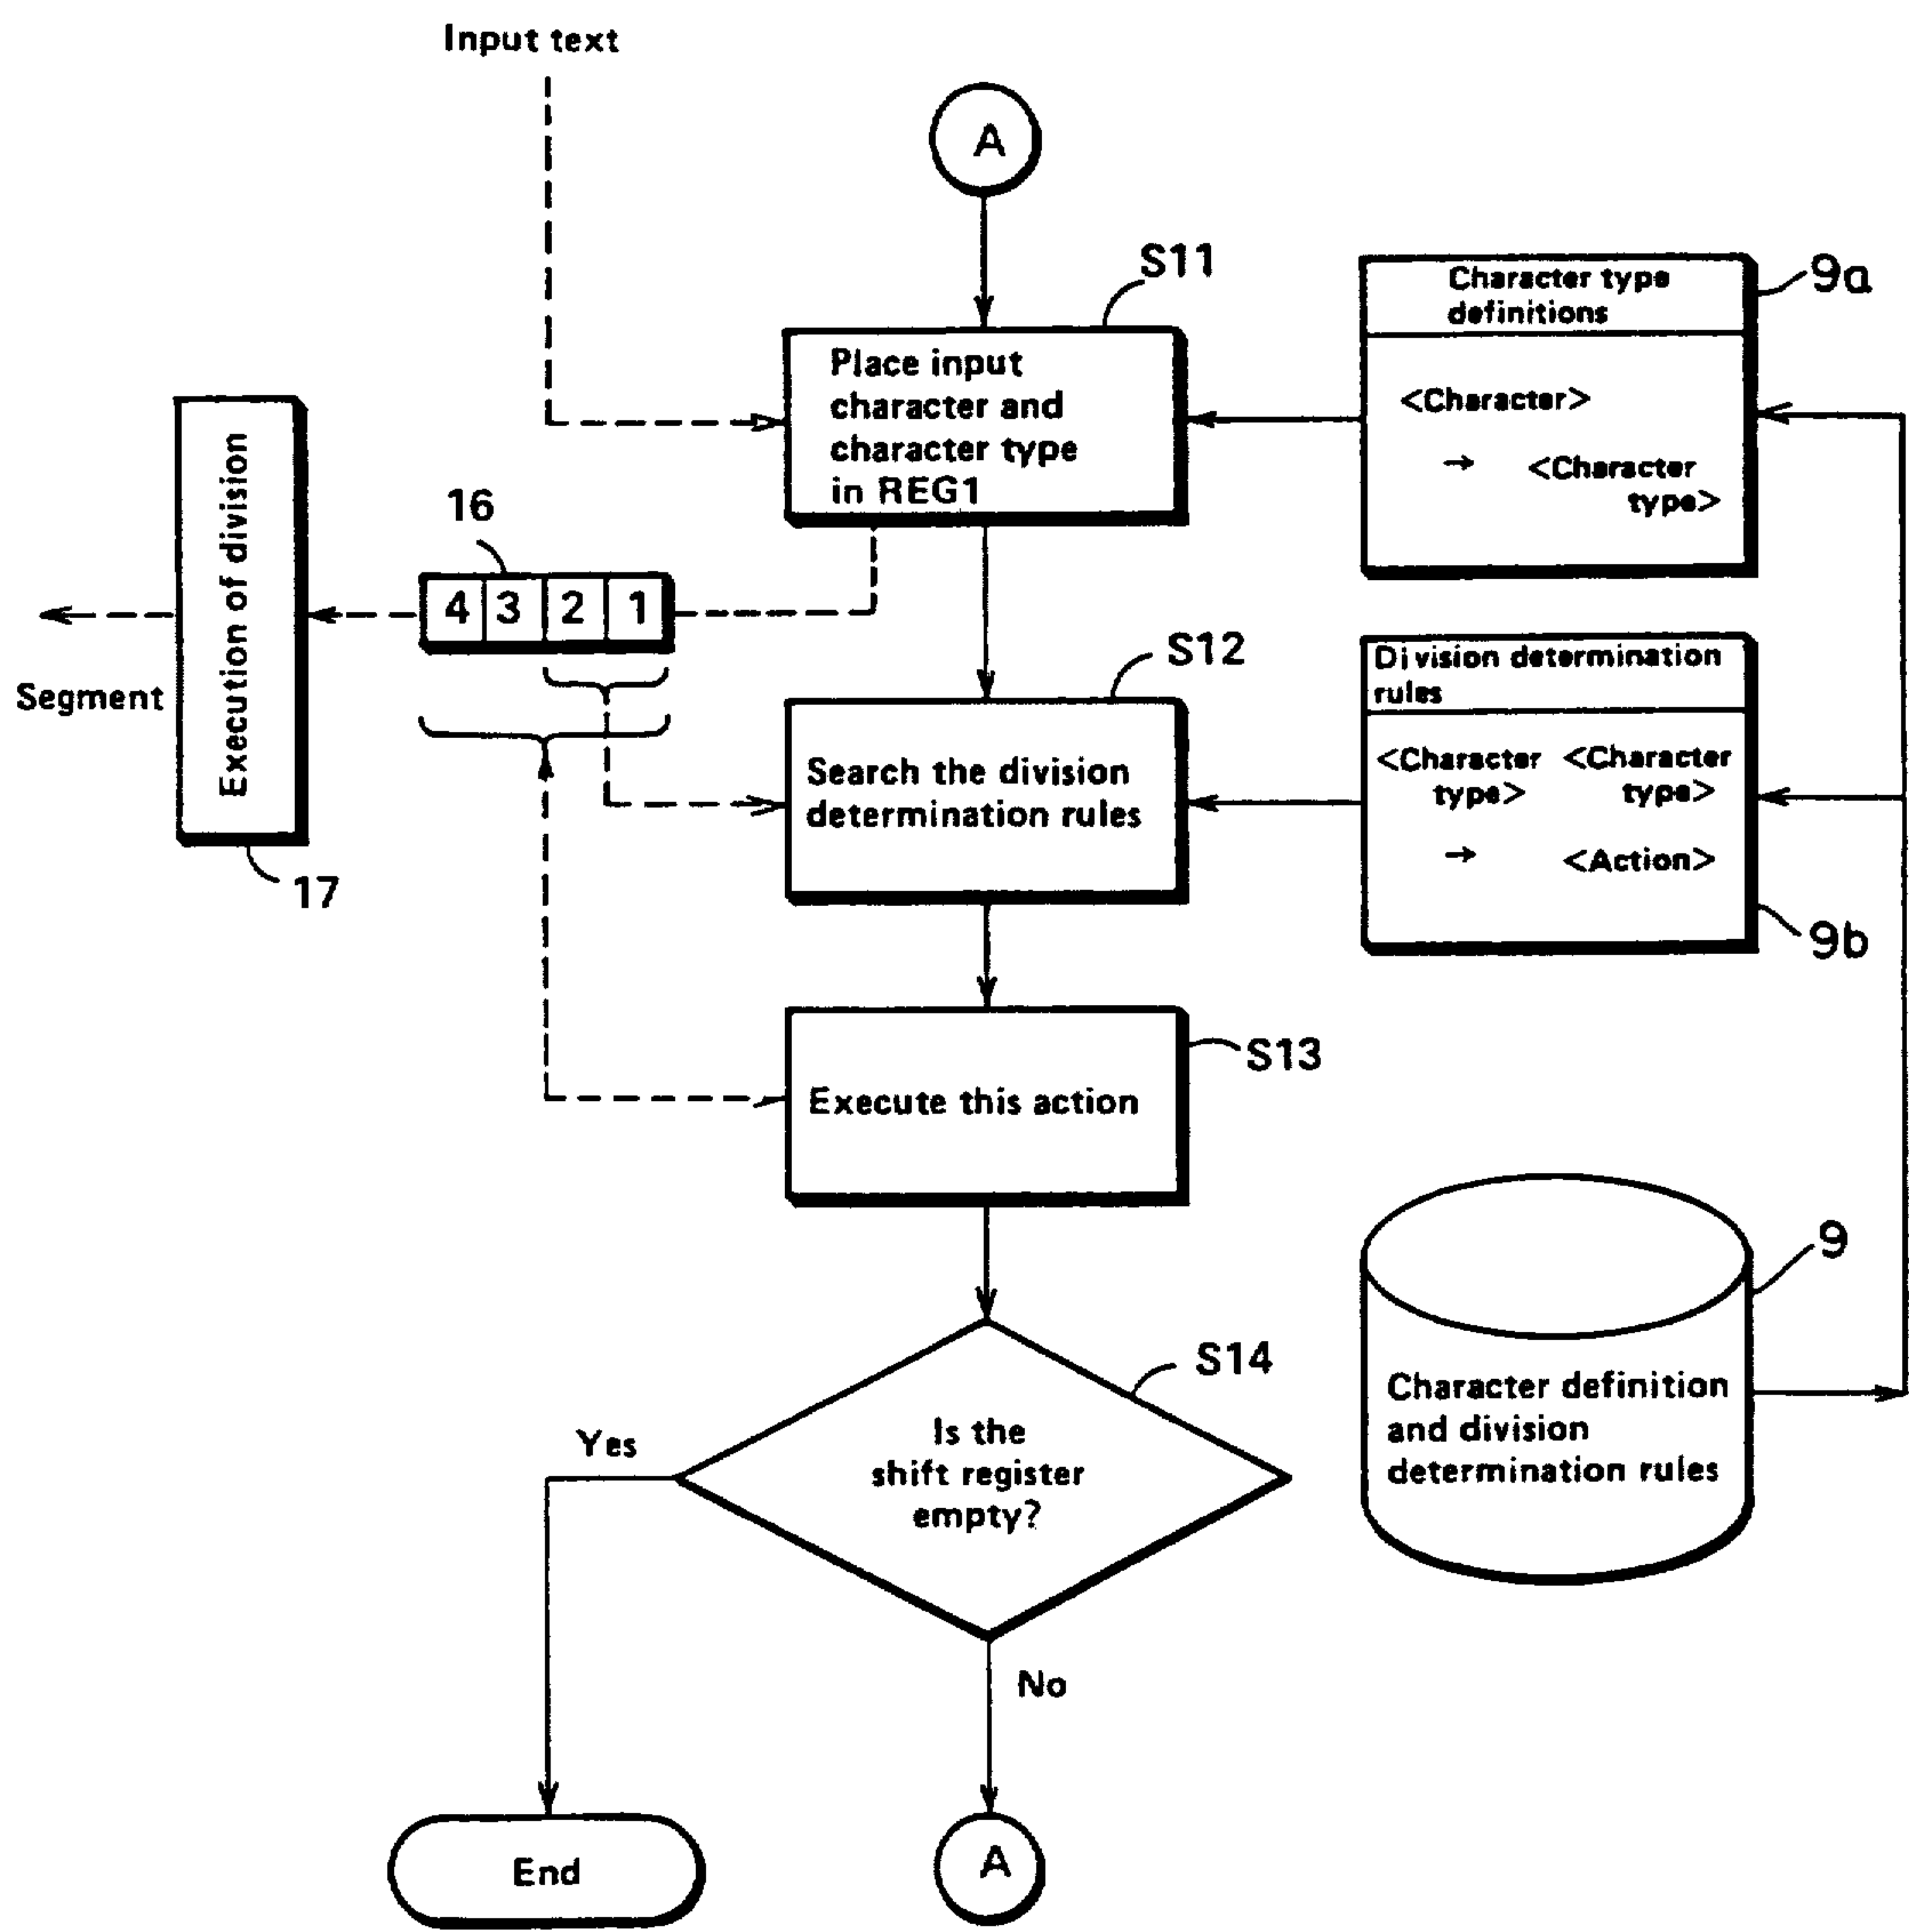 Input text
A
S11
Place input
character and
character type
in REG1
Character type
definitions
<Character>
→ <Character
type>
9a
Execution of division
17
Segment
16
4 3 2 1
S12
Search the division
determination rules
Division determination
rules
<Character <Character
type> type>
→ <Action>
9b
S13
Execute this action
S14
Is the
shift register
empty?
Yes
No
9
Character definition
and division
determination rules
End
A